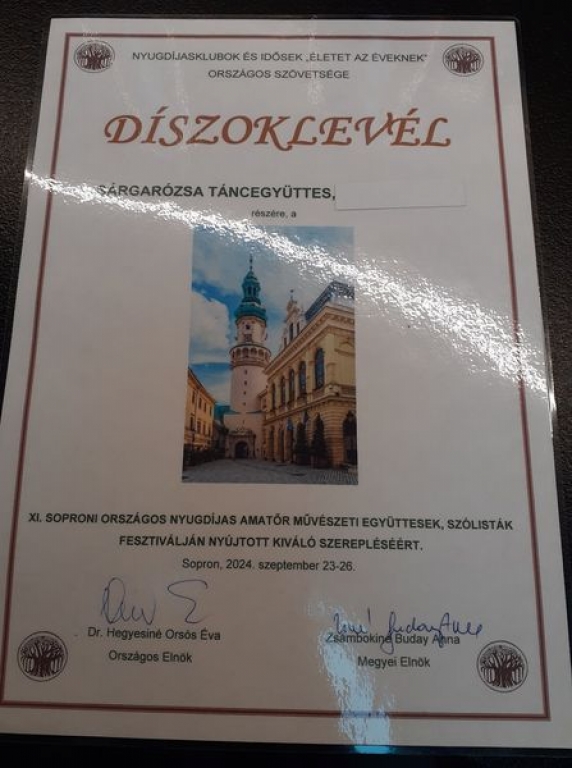 NYUGDÍJASKLUBOK ÉS IDŐSEK „ÉLETET AZ ÉVEKNEK”
ORSZÁGOS SZÖVETSÉGE
DÍSZOKLEVÉL
SÁRGARÓZSA TÁNCEGYÜTTES,
részére, a
XI. SOPRONI ORSZÁGOS NYUGDÍJAS AMATŐR MŰVÉSZETI EGYÜTTESEK, SZÓLISTÁK
FESZTIVÁLJÁN NYÚJTOTT KIVÁLÓ SZEREPLÉSÉÉRT.
Sopron, 2024. szeptember 23-26.
Dr. Hegyesiné Orsós Éva
Országos Elnök
Zsámbokiné Buday Anna
Megyei Elnök